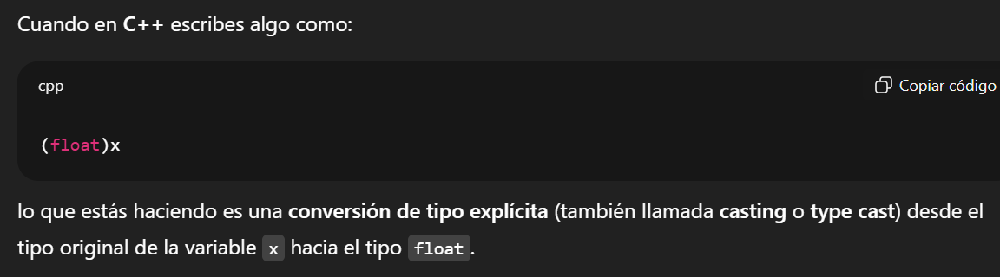 Cuando en C++ escribes algo como:
cpp
Copiar código
(float)x
lo que estás haciendo es una conversión de tipo explícita (también llamada casting o type cast) desde el
tipo original de la variable x hacia el tipo float.